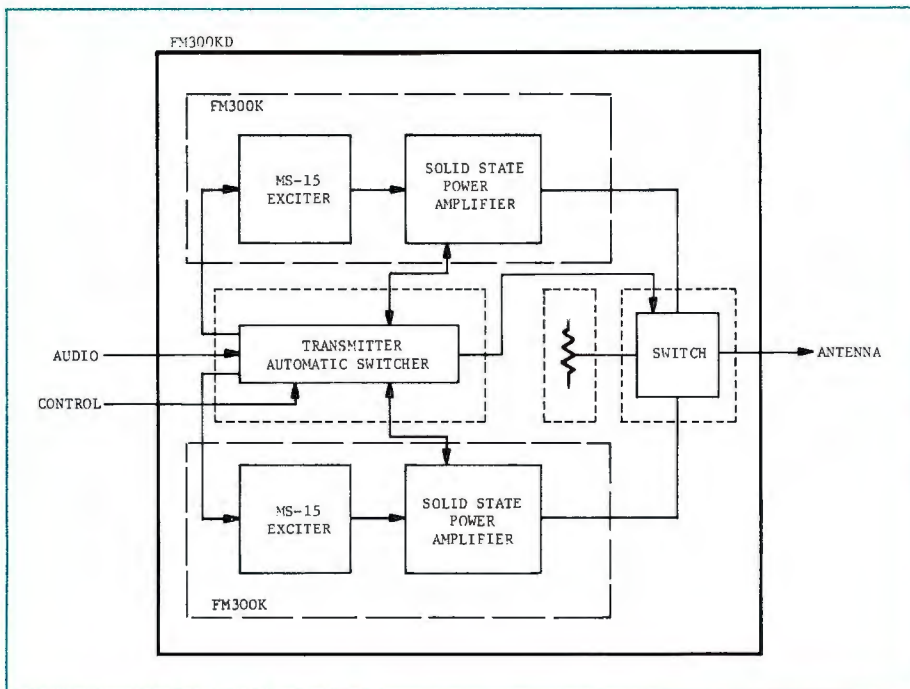 FM300KD
FM300K
MS-15
EXCITER
SOLID STATE
POWER
AMPLIFIER
AUDIO
CONTROL
TRANSMITTER
AUTOMATIC SWITCHER
SWITCH
ANTENNA
MS-15
EXCITER
SOLID STATE
POWER
AMPLIFIER
FM300K